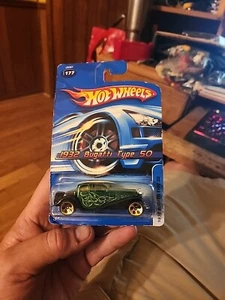 177
HOT WHEELS
1932 Bugatti Type 50